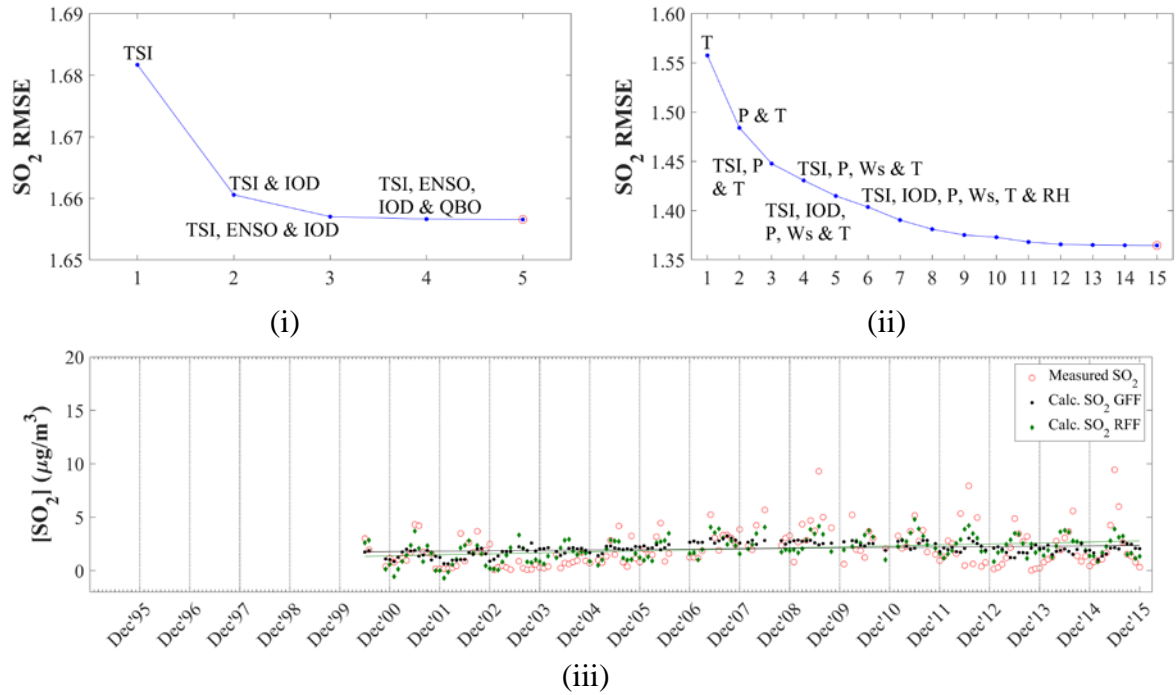 1.69
1.68
1.67
1.66
1.65
SO2 RMSE
TSI
TSI & IOD
TSI, ENSO & IOD
TSI, ENSO,
IOD & QBO
1 2 3 4 5
(i)
1.60
1.55
1.50
1.45
1.40
1.35
SO2 RMSE
T
P & T
TSI, P
& T
TSI, P, Ws & T
TSI, IOD,
P, Ws & T
TSI, IOD, P, Ws, T & RH
1 2 3 4 5 6 7 8 9 10 11 12 13 14 15
(ii)
20
15
10
5
0
[SO2] (μg/m3)
Measured SO2
Calc. SO2 GFF
Calc. SO2 RFF
Dec'95 Dec'96 Dec'97 Dec'98 Dec'99 Dec'00 Dec'01 Dec'02 Dec'03 Dec'04 Dec'05 Dec'06 Dec'07 Dec'08 Dec'09 Dec'10 Dec'11 Dec'12 Dec'13 Dec'14 Dec'15
(iii)